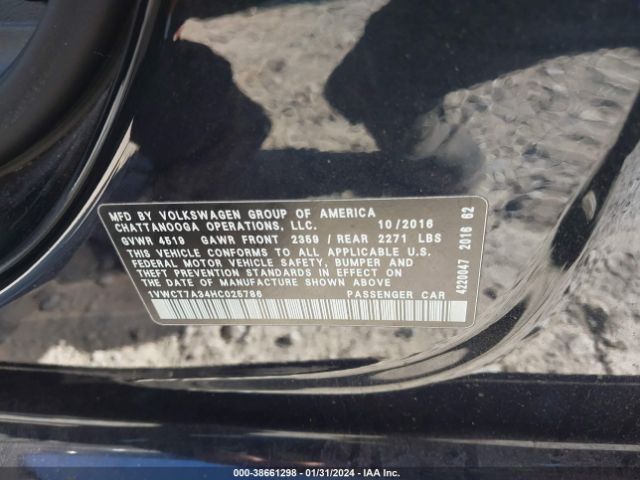 MFD BY VOLKSWAGEN GROUP OF AMERICA
CHATTANOOGA OPERATIONS, LLC. 10/2016
GVWR 4519 GAWR FRONT 2359 / REAR 2271 LBS
THIS VEHICLE CONFORMS TO ALL APPLICABLE U.S.
FEDERAL MOTOR VEHICLE SAFETY, BUMPER AND
THEFT PREVENTION STANDARDS IN EFFECT ON
THE DATE OF MANUFACTURE SHOWN ABOVE
1VWCT7A34HC025786 PASSENGER CAR
4220047 2016 62
000-38661298 - 01/31/2024 - IAA Inc.